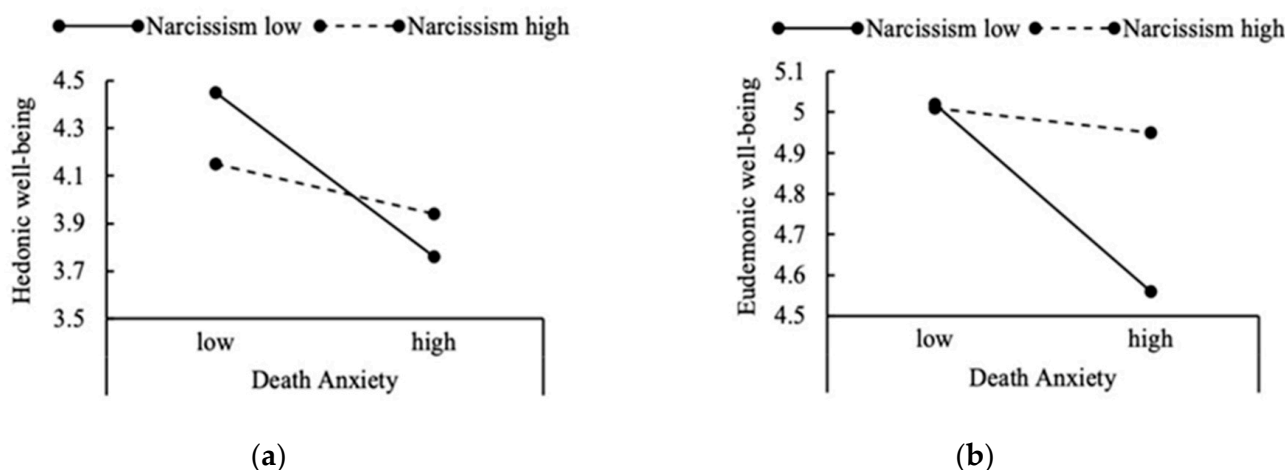 Narcissism low Narcissism high
Hedonic well-being
4.5
4.3
4.1
3.9
3.7
3.5
low high
Death Anxiety
(a)
Narcissism low Narcissism high
Eudemonic well-being
5.1
5
4.9
4.8
4.7
4.6
4.5
low high
Death Anxiety
(b)